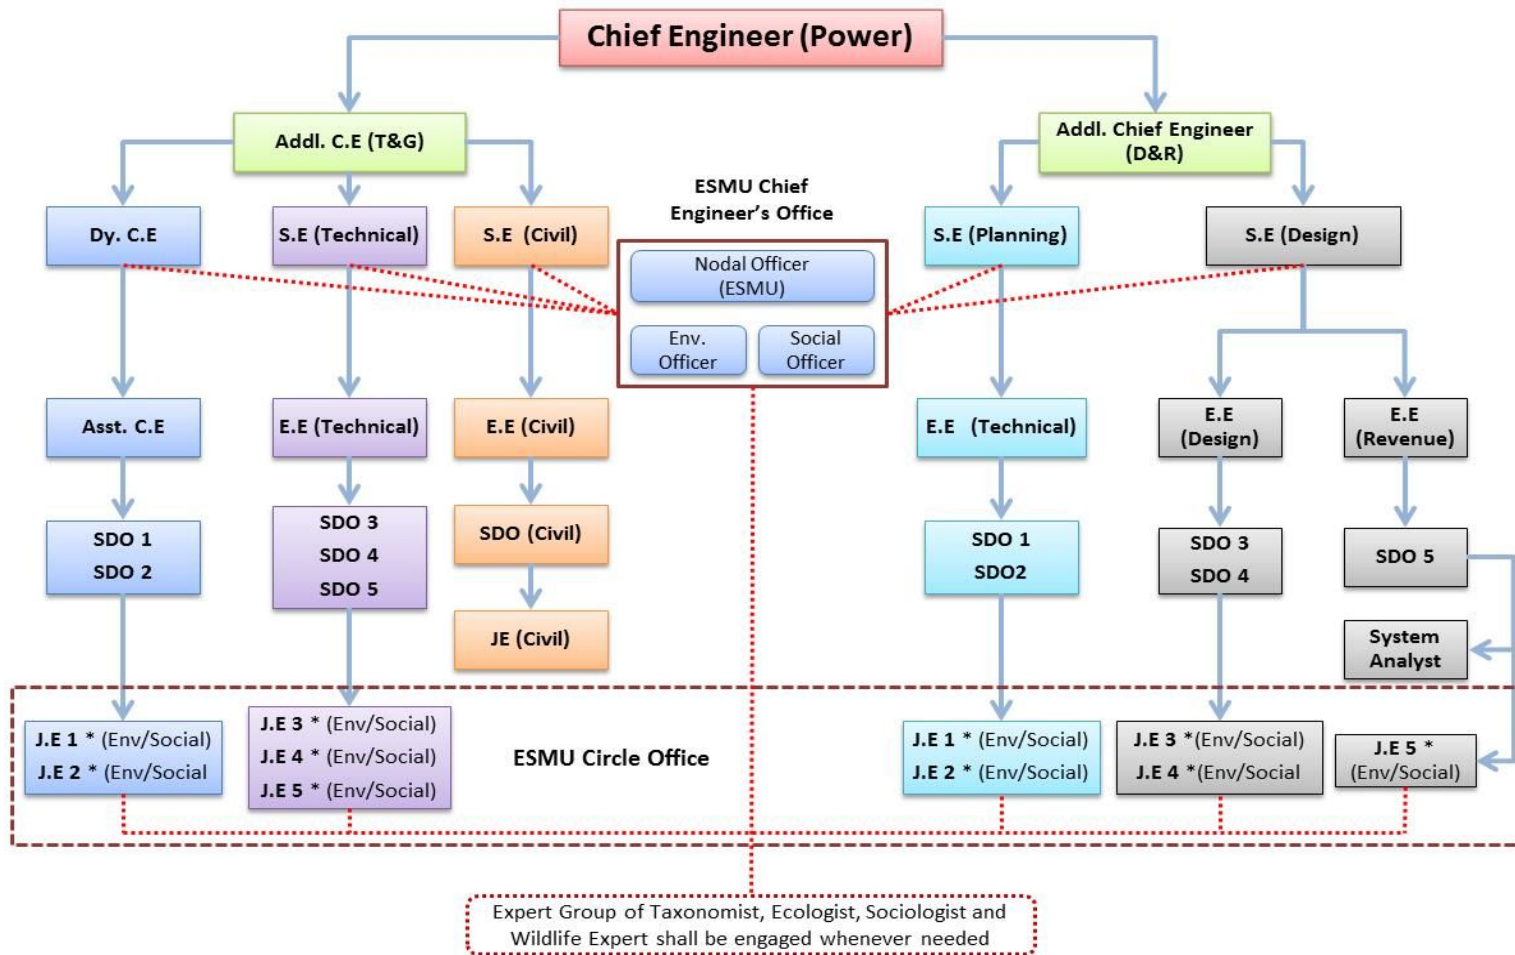 Chief Engineer (Power)
Addl. C.E (T&G)
Addl. Chief Engineer
(D&R)
ESMU Chief
Engineer's Office
Dy. C.E
S.E (Technical)
S.E (Civil)
S.E (Planning)
S.E (Design)
Nodal Officer
(ESMU)
Env.
Officer
Social
Officer
Asst. C.E
E.E (Technical)
E.E (Civil)
E.E (Technical)
E.E
(Design)
E.E
(Revenue)
SDO 1
SDO 2
SDO 3
SDO 4
SDO 5
SDO (Civil)
SDO 1
SDO2
SDO 3
SDO 4
SDO 5
JE (Civil)
System
Analyst
J.E 1 * (Env/Social)
J.E 2 * (Env/Social
J.E 3 * (Env/Social)
J.E 4 * (Env/Social)
J.E 5 * (Env/Social)
ESMU Circle Office
J.E 1 * (Env/Social)
J.E 2 * (Env/Social)
J.E 3 *(Env/Social)
J.E 4 *(Env/Social
J.E 5 *
(Env/Social)
Expert Group of Taxonomist, Ecologist, Sociologist and
Wildlife Expert shall be engaged whenever needed